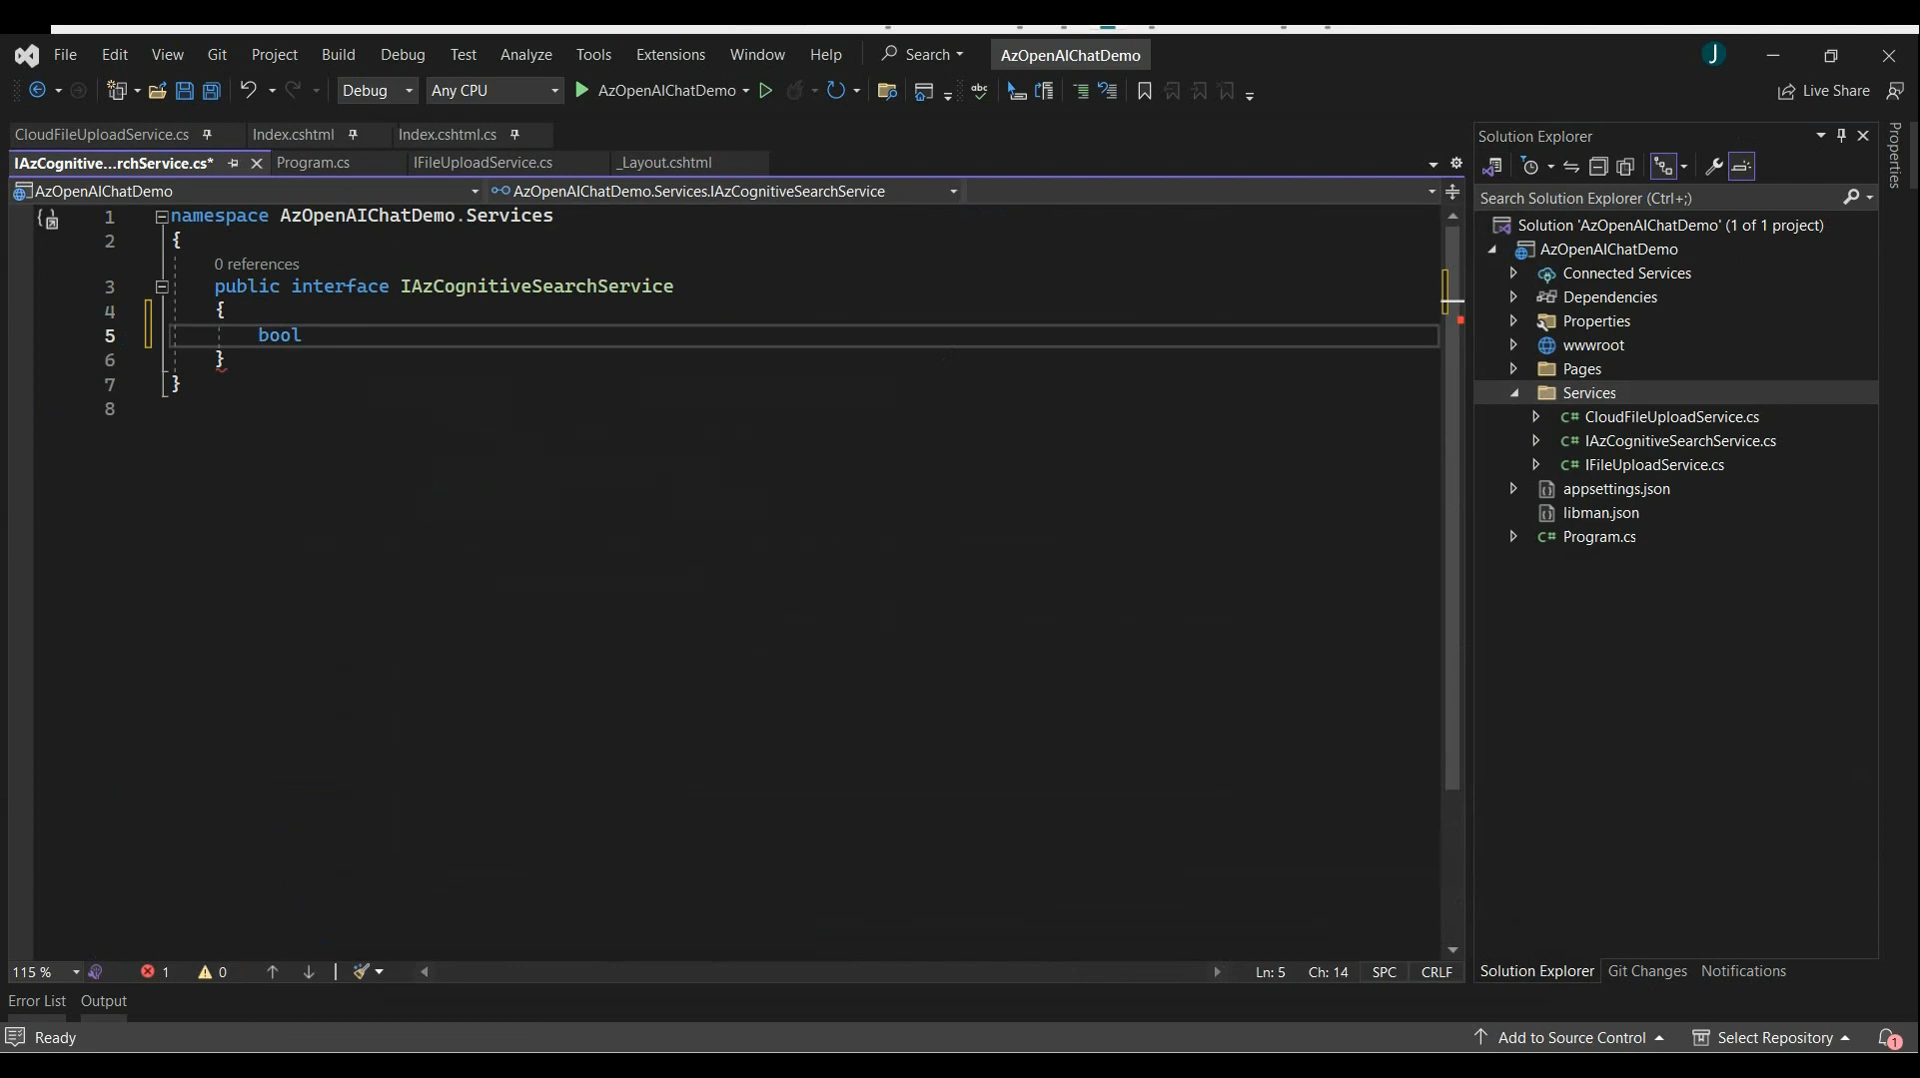 File Edit View Git Project Build Debug Test Analyze Tools Extensions Window Help Search AzOpenAIChatDemo J
Debug Any CPU AzOpenAIChatDemo abc Live Share
CloudFileUploadService.cs Index.cshtml Index.cshtml.cs
IAzCognitive...rchService.cs* Program.cs IFileUploadService.cs _Layout.cshtml
AzOpenAIChatDemo AzOpenAIChatDemo.Services.IAzCognitiveSearchService
1 namespace AzOpenAIChatDemo.Services
2 {
0 references
3 public interface IAzCognitiveSearchService
4 {
5 bool
6 }
7 }
8
115 % 1 0 Ln: 5 Ch: 14 SPC CRLF
Solution Explorer
Search Solution Explorer (Ctrl+;)
Solution 'AzOpenAIChatDemo' (1 of 1 project)
AzOpenAIChatDemo
Connected Services
Dependencies
Properties
wwwroot
Pages
Services
C# CloudFileUploadService.cs
C# IAzCognitiveSearchService.cs
C# IFileUploadService.cs
appsettings.json
libman.json
C# Program.cs
Solution Explorer Git Changes Notifications
Properties
Error List Output
Ready Add to Source Control Select Repository 1